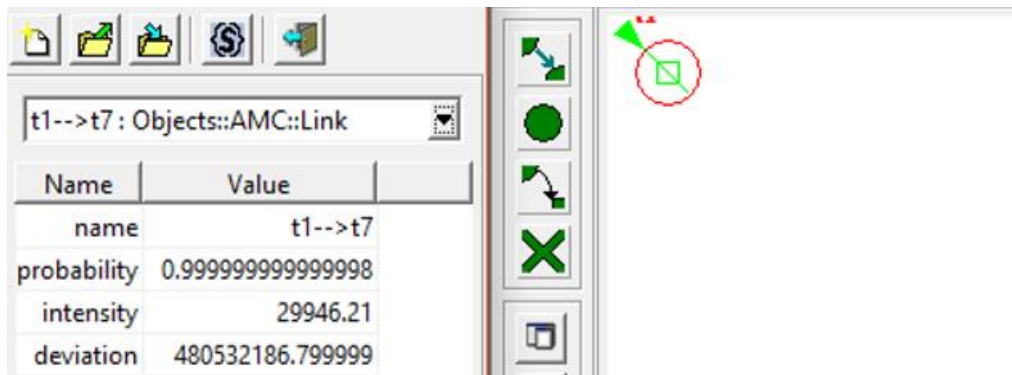 t1
t1-->t7 : Objects::AMC::Link
Name Value
name t1-->t7
probability 0.999999999999998
intensity 29946.21
deviation 480532186.799999